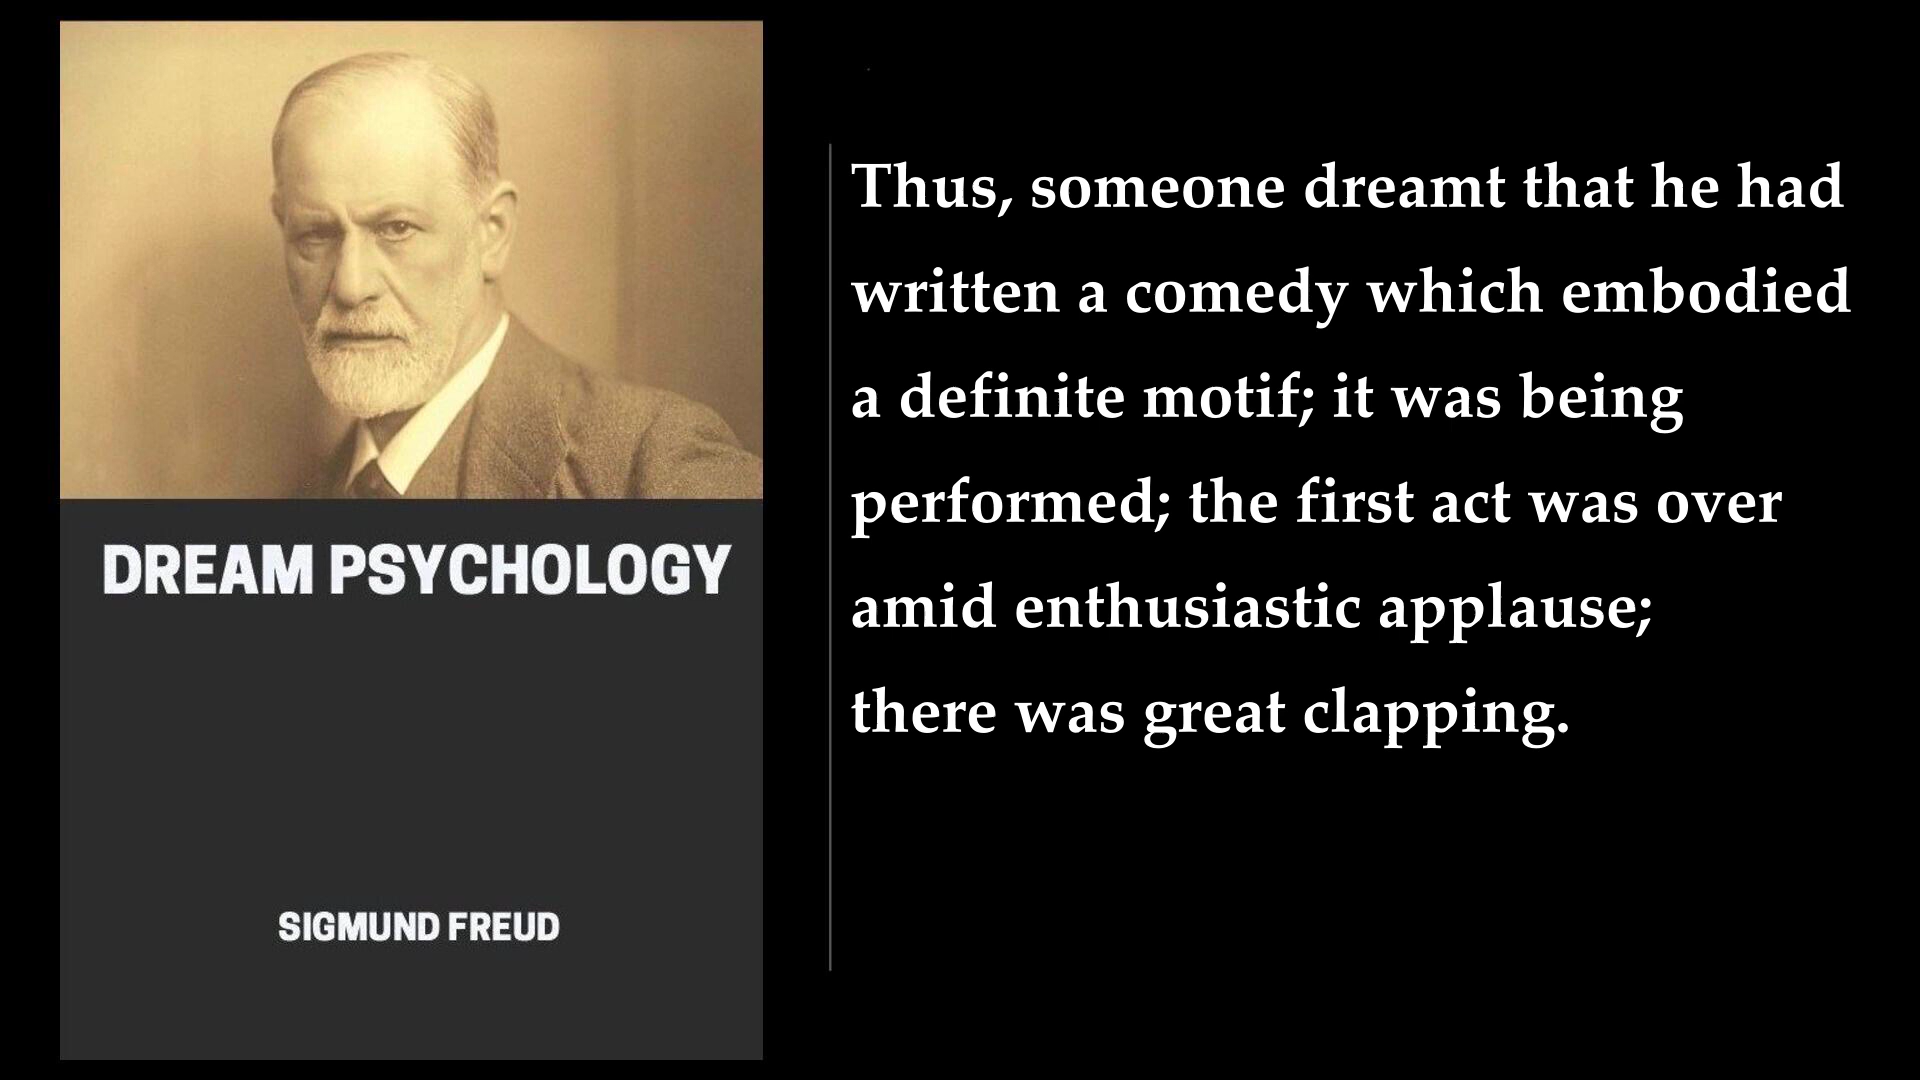 DREAM PSYCHOLOGY
SIGMUND FREUD
Thus, someone dreamt that he had
written a comedy which embodied
a definite motif; it was being
performed; the first act was over
amid enthusiastic applause;
there was great clapping.